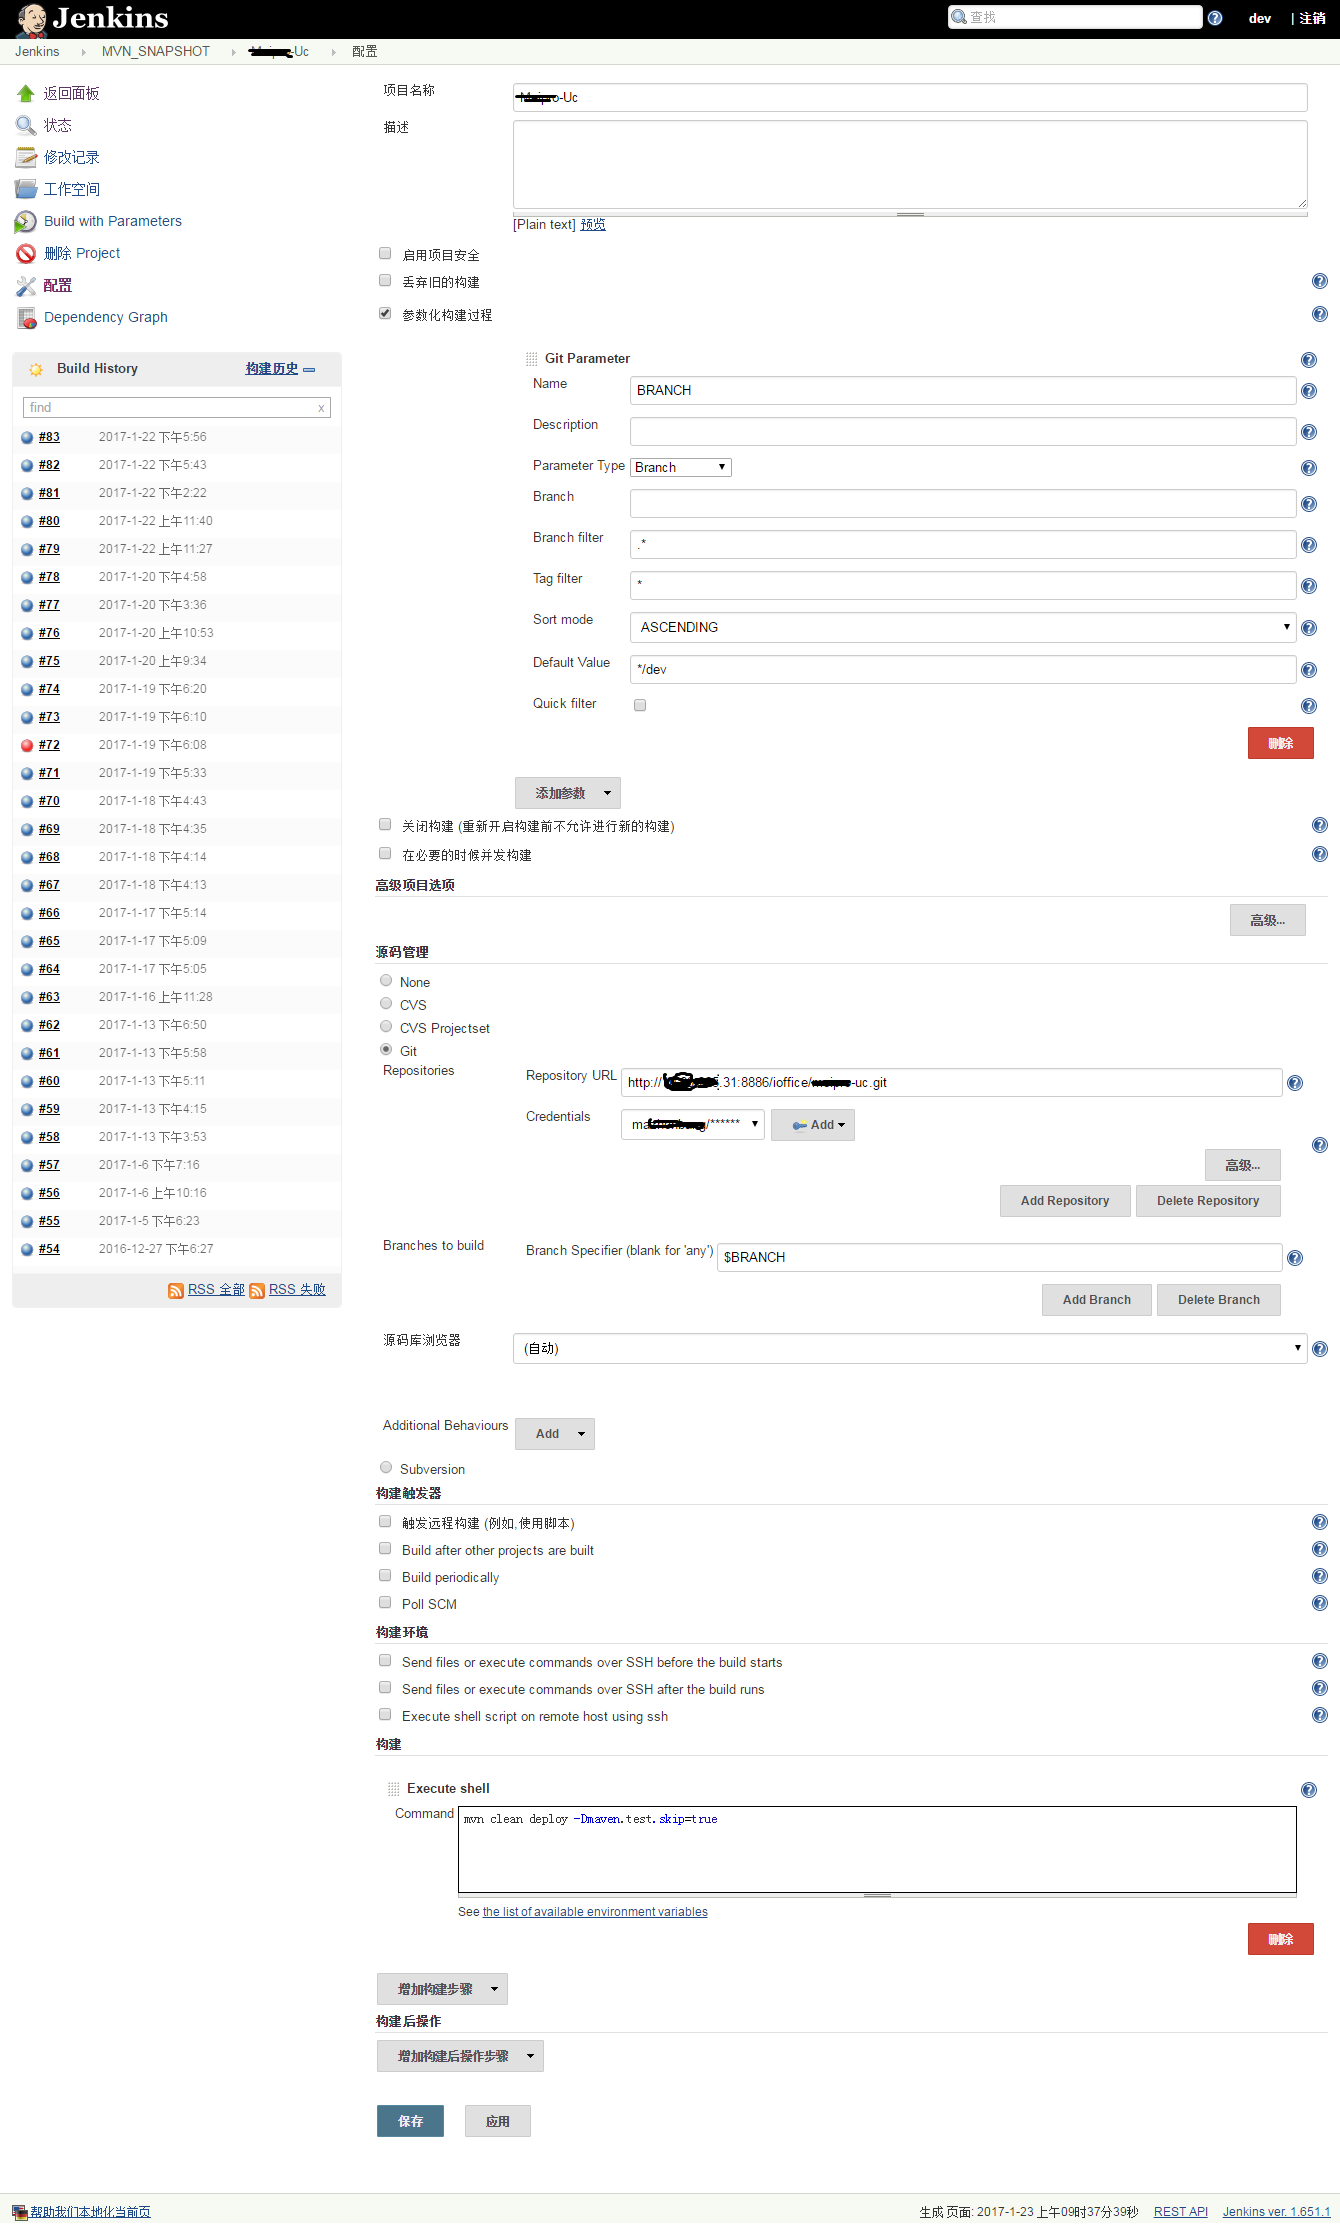 Jenkins
查找
dev
| 注销
Jenkins
MVN_SNAPSHOT
-Uc
配置
返回面板
状态
修改记录
工作空间
Build with Parameters
删除 Project
配置
Dependency Graph
Build History
构建历史
find
x
#83 2017-1-22 下午5:56
#82 2017-1-22 下午5:43
#81 2017-1-22 下午2:22
#80 2017-1-22 上午11:40
#79 2017-1-22 上午11:27
#78 2017-1-20 下午4:58
#77 2017-1-20 下午3:36
#76 2017-1-20 上午10:53
#75 2017-1-20 上午9:34
#74 2017-1-19 下午6:20
#73 2017-1-19 下午6:10
#72 2017-1-19 下午6:08
#71 2017-1-19 下午5:33
#70 2017-1-18 下午4:43
#69 2017-1-18 下午4:35
#68 2017-1-18 下午4:14
#67 2017-1-18 下午4:13
#66 2017-1-17 下午5:14
#65 2017-1-17 下午5:09
#64 2017-1-17 下午5:05
#63 2017-1-16 上午11:28
#62 2017-1-13 下午6:50
#61 2017-1-13 下午5:58
#60 2017-1-13 下午5:11
#59 2017-1-13 下午4:15
#58 2017-1-13 下午3:53
#57 2017-1-6 下午7:16
#56 2017-1-6 上午10:16
#55 2017-1-5 下午6:23
#54 2016-12-27 下午6:27
RSS 全部 RSS 失败
项目名称
-Uc
描述
[Plain text] 预览
启用项目安全
丢弃旧的构建
参数化构建过程
Git Parameter
Name BRANCH
Description
Parameter Type Branch
Branch
Branch filter .*
Tag filter *
Sort mode ASCENDING
Default Value */dev
Quick filter
删除
添加参数
关闭构建 (重新开启构建前不允许进行新的构建)
在必要的时候并发构建
高级项目选项
高级...
源码管理
None
CVS
CVS Projectset
Git
Repositories
Repository URL http:// .31:8886/ioffice/ -uc.git
Credentials /******
Add
高级...
Add Repository
Delete Repository
Branches to build
Branch Specifier (blank for 'any') $BRANCH
Add Branch
Delete Branch
源码库浏览器
(自动)
Additional Behaviours
Add
Subversion
构建触发器
触发远程构建 (例如,使用脚本)
Build after other projects are built
Build periodically
Poll SCM
构建环境
Send files or execute commands over SSH before the build starts
Send files or execute commands over SSH after the build runs
Execute shell script on remote host using ssh
构建
Execute shell
Command mvn clean deploy -Dmaven.test.skip=true
See the list of available environment variables
删除
增加构建步骤
构建后操作
增加构建后操作步骤
保存
应用
帮助我们本地化当前页
生成页面: 2017-1-23 上午09时37分39秒
REST API
Jenkins ver. 1.651.1